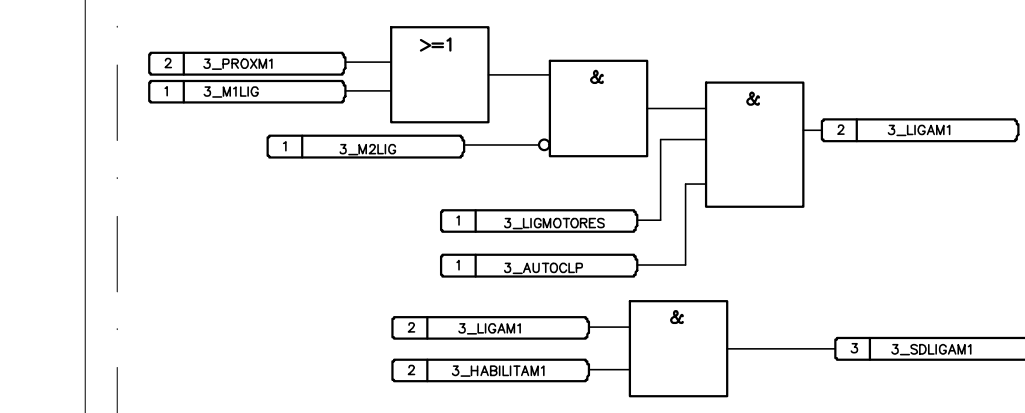 >=1
2 3_PROXM1
1 3_M1LIG
&
&
2 3_LIGAM1
1 3_M2LIG
1 3_LIGMOTORES
1 3_AUTOCLP
&
2 3_LIGAM1
3 3_SDLIGAM1
2 3_HABILITAM1